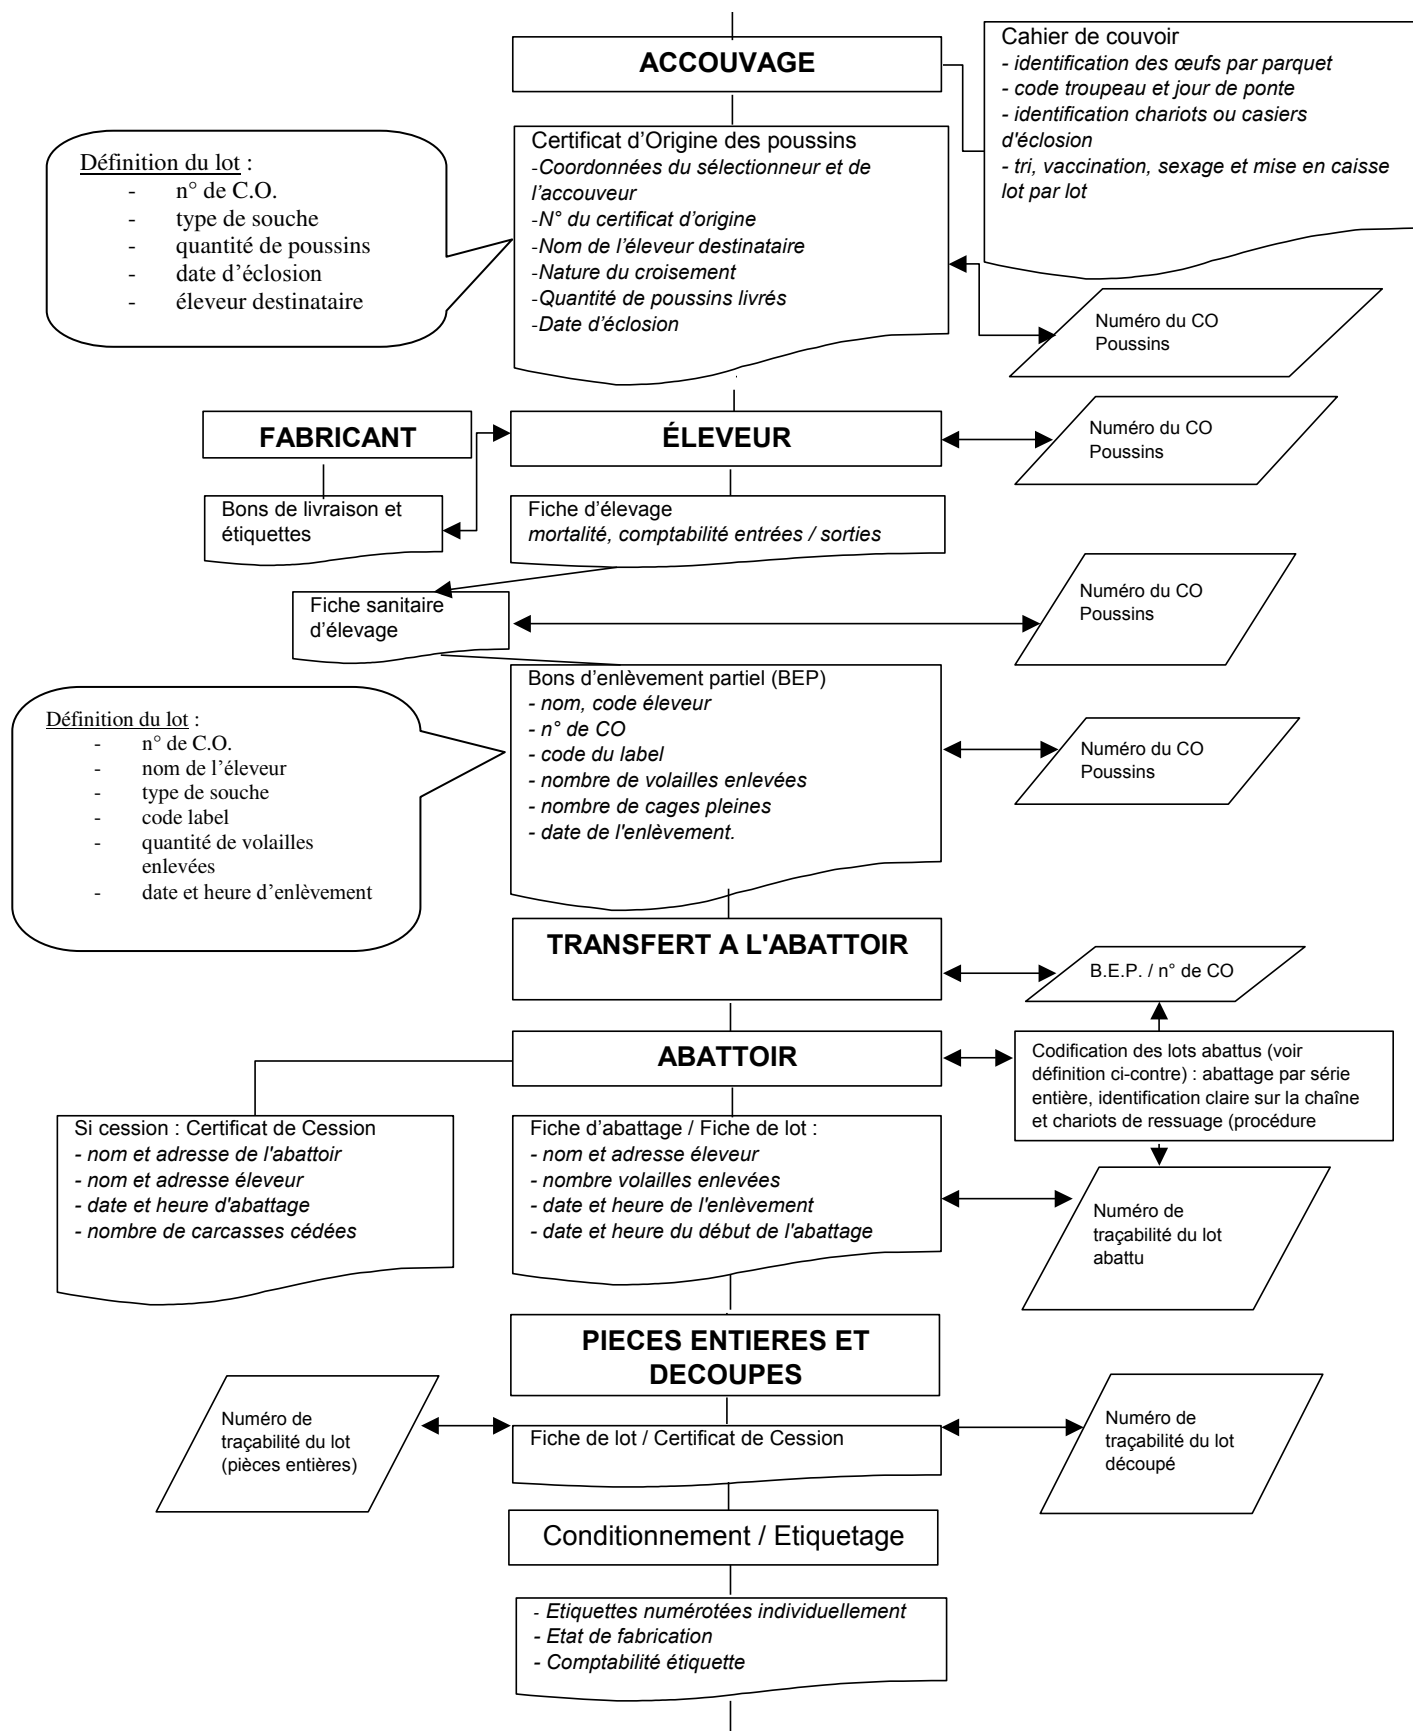 ACCOUVAGE
Cahier de couvoir
- identification des œufs par parquet
- code troupeau et jour de ponte
- identification chariots ou casiers
d'éclosion
- tri, vaccination, sexage et mise en caisse
lot par lot
Certificat d’Origine des poussins
-Coordonnées du sélectionneur et de
l’accouveur
-N° du certificat d’origine
-Nom de l’éleveur destinataire
-Nature du croisement
-Quantité de poussins livrés
-Date d’éclosion
Définition du lot :
- n° de C.O.
- type de souche
- quantité de poussins
- date d’éclosion
- éleveur destinataire
Numéro du CO
Poussins
FABRICANT
ÉLEVEUR
Numéro du CO
Poussins
Bons de livraison et
étiquettes
Fiche d’élevage
mortalité, comptabilité entrées / sorties
Fiche sanitaire
d’élevage
Numéro du CO
Poussins
Bons d’enlèvement partiel (BEP)
- nom, code éleveur
- n° de CO
- code du label
- nombre de volailles enlevées
- nombre de cages pleines
- date de l'enlèvement.
Définition du lot :
- n° de C.O.
- nom de l’éleveur
- type de souche
- code label
- quantité de volailles
enlevées
- date et heure d’enlèvement
Numéro du CO
Poussins
TRANSFERT A L'ABATTOIR
B.E.P. / n° de CO
ABATTOIR
Codification des lots abattus (voir
définition ci-contre) : abattage par série
entière, identification claire sur la chaîne
et chariots de ressuage (procédure
Si cession : Certificat de Cession
- nom et adresse de l'abattoir
- nom et adresse éleveur
- date et heure d'abattage
- nombre de carcasses cédées
Fiche d’abattage / Fiche de lot :
- nom et adresse éleveur
- nombre volailles enlevées
- date et heure de l'enlèvement
- date et heure du début de l'abattage
Numéro de
traçabilité du lot
abattu
PIECES ENTIERES ET
DECOUPES
Numéro de
traçabilité du lot
(pièces entières)
Fiche de lot / Certificat de Cession
Numéro de
traçabilité du lot
découpé
Conditionnement / Etiquetage
- Etiquettes numérotées individuellement
- Etat de fabrication
- Comptabilité étiquette